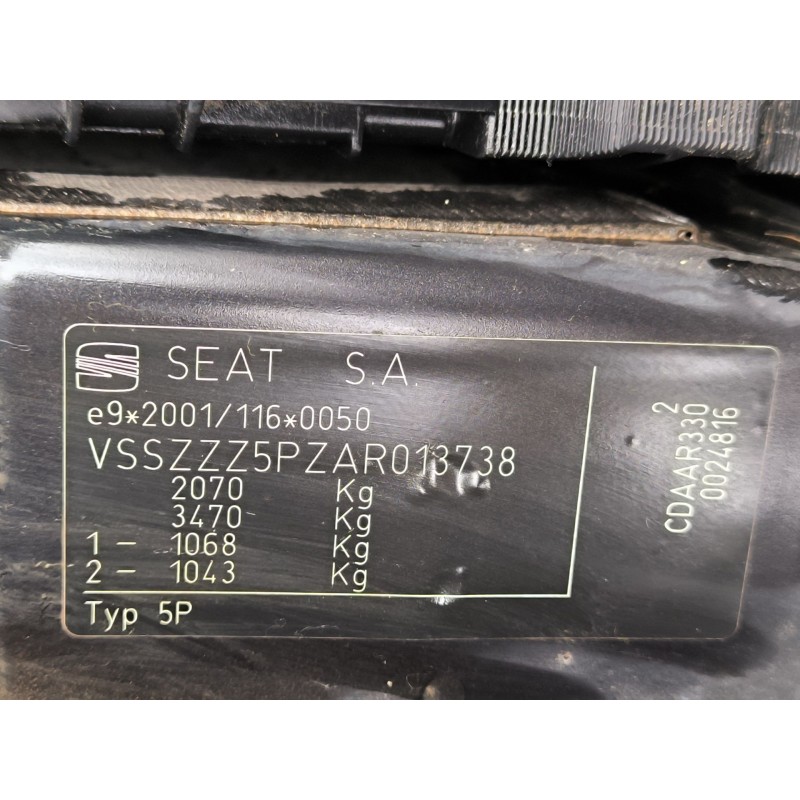 SEAT S.A.
e9*2001/116*0050
VSSZZZ5PZAR013738
2070 Kg
3470 Kg
1 - 1068 Kg
2 - 1043 Kg
Typ 5P
2
CDAAR330
0024816